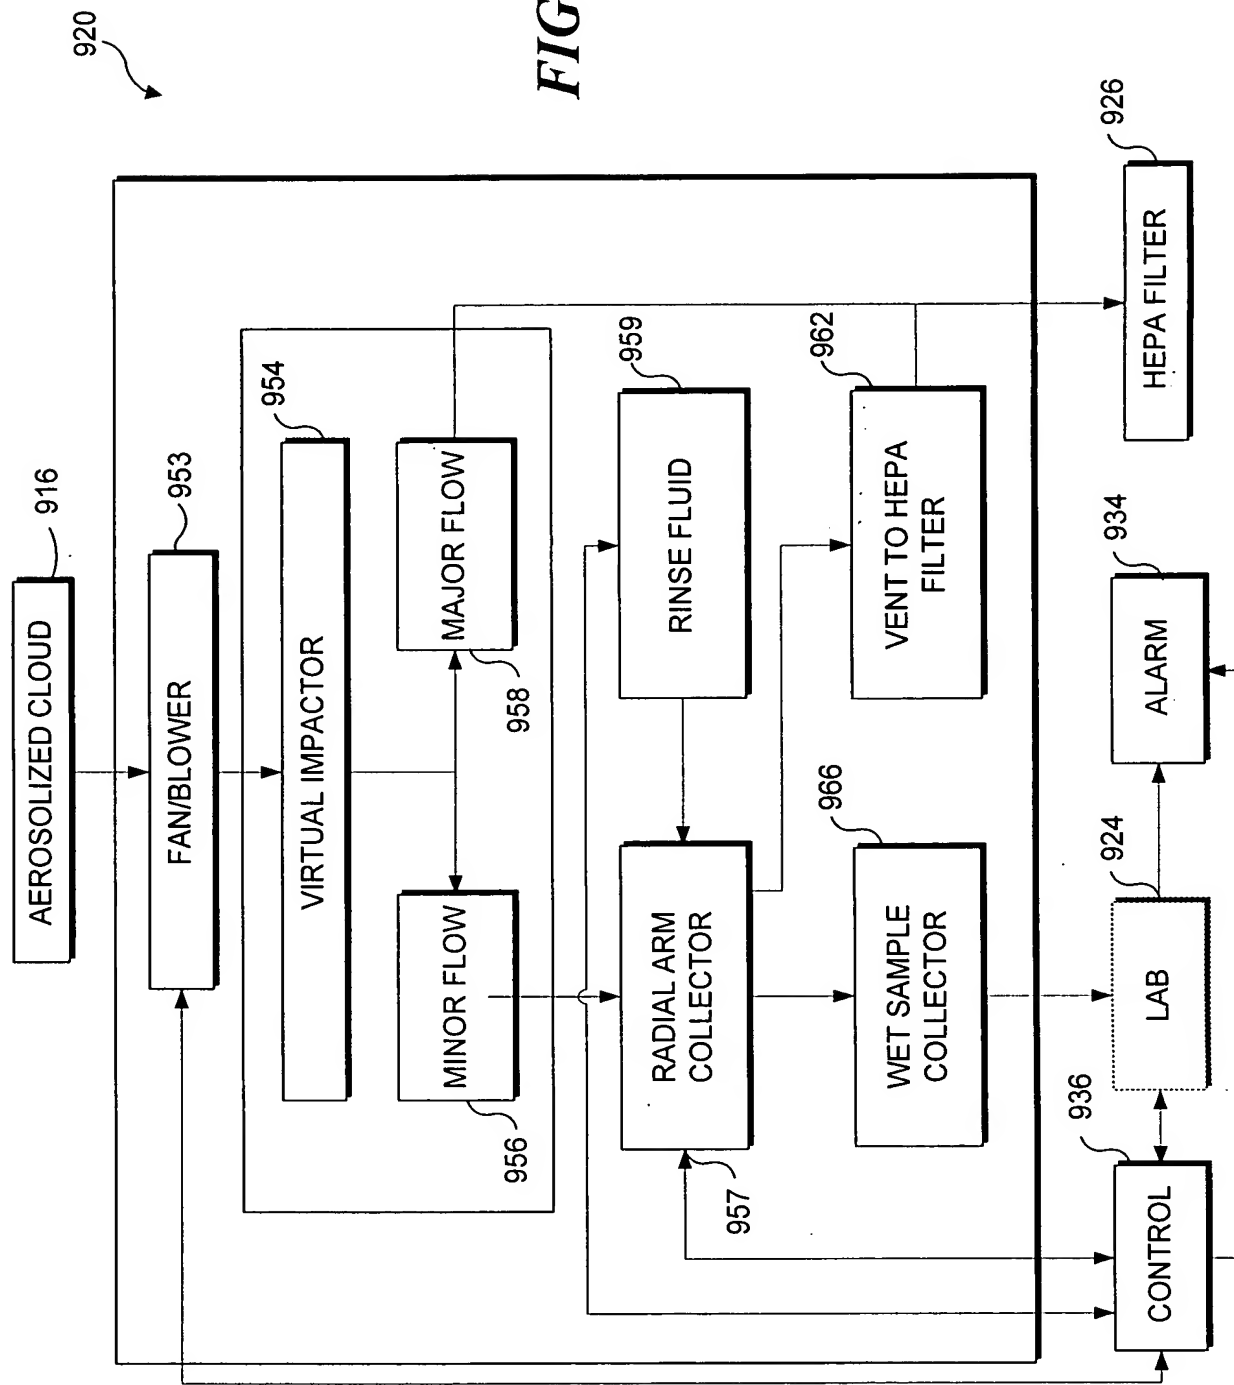 920
FIG
AEROSOLIZED CLOUD
916
FAN/BLOWER
953
VIRTUAL IMPACTOR
954
MINOR FLOW
956
MAJOR FLOW
958
RADIAL ARM
COLLECTOR
957
RINSE FLUID
959
WET SAMPLE
COLLECTOR
966
VENT TO HEPA
FILTER
962
CONTROL
936
LAB
924
ALARM
934
HEPA FILTER
926